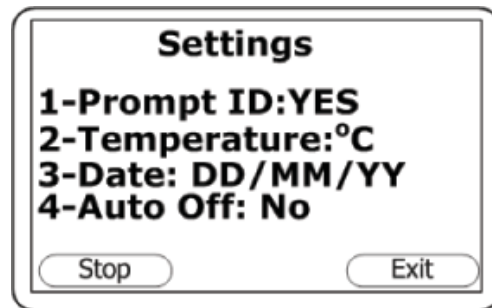 Settings
1-Prompt ID:YES
2-Temperature:°C
3-Date: DD/MM/YY
4-Auto Off: No
Stop Exit